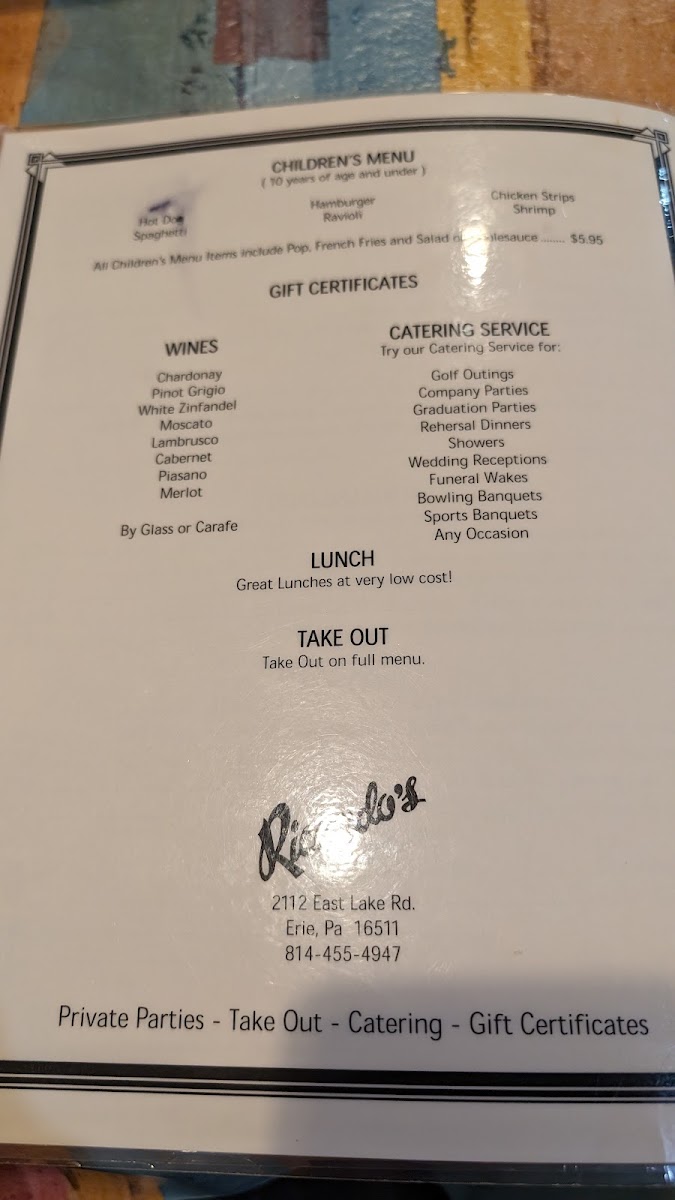 CHILDREN'S MENU
( 10 years of age and under )
Hot Dog
Spaghetti
Hamburger
Ravioli
Chicken Strips
Shrimp
All Children's Menu Items include Pop, French Fries and Salad ........ $5.95
GIFT CERTIFICATES
WINES
Chardonay
Pinot Grigio
White Zinfandel
Moscato
Lambrusco
Cabernet
Piasano
Merlot
By Glass or Carafe
CATERING SERVICE
Try our Catering Service for:
Golf Outings
Company Parties
Graduation Parties
Rehersal Dinners
Showers
Wedding Receptions
Funeral Wakes
Bowling Banquets
Sports Banquets
Any Occasion
LUNCH
Great Lunches at very low cost!
TAKE OUT
Take Out on full menu.
2112 East Lake Rd.
Erie, Pa 16511
814-455-4947
Private Parties - Take Out - Catering - Gift Certificates